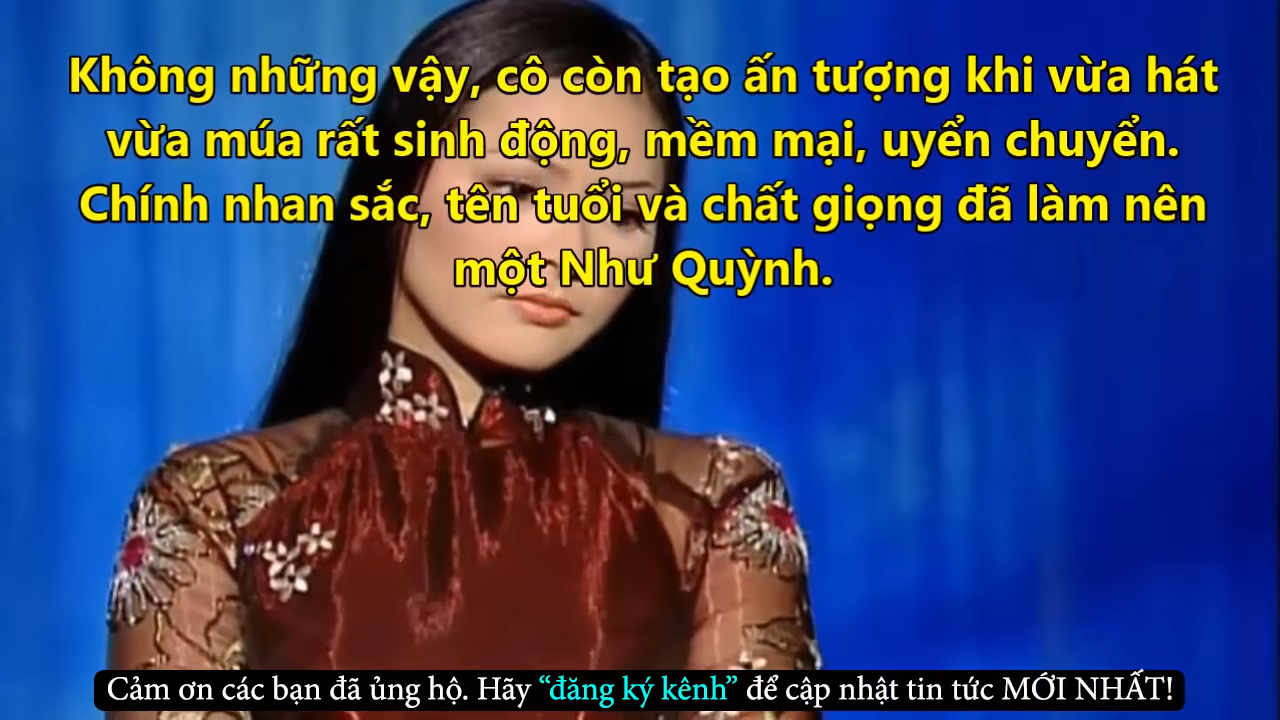 Không những vậy, cô còn tạo ấn tượng khi vừa hát
vừa múa rất sinh động, mềm mại, uyển chuyển.
Chính nhan sắc, tên tuổi và chất giọng đã làm nên
một Như Quỳnh.
Cảm ơn các bạn đã ủng hộ. Hãy “đăng ký kênh” để cập nhật tin tức MỚI NHẤT!